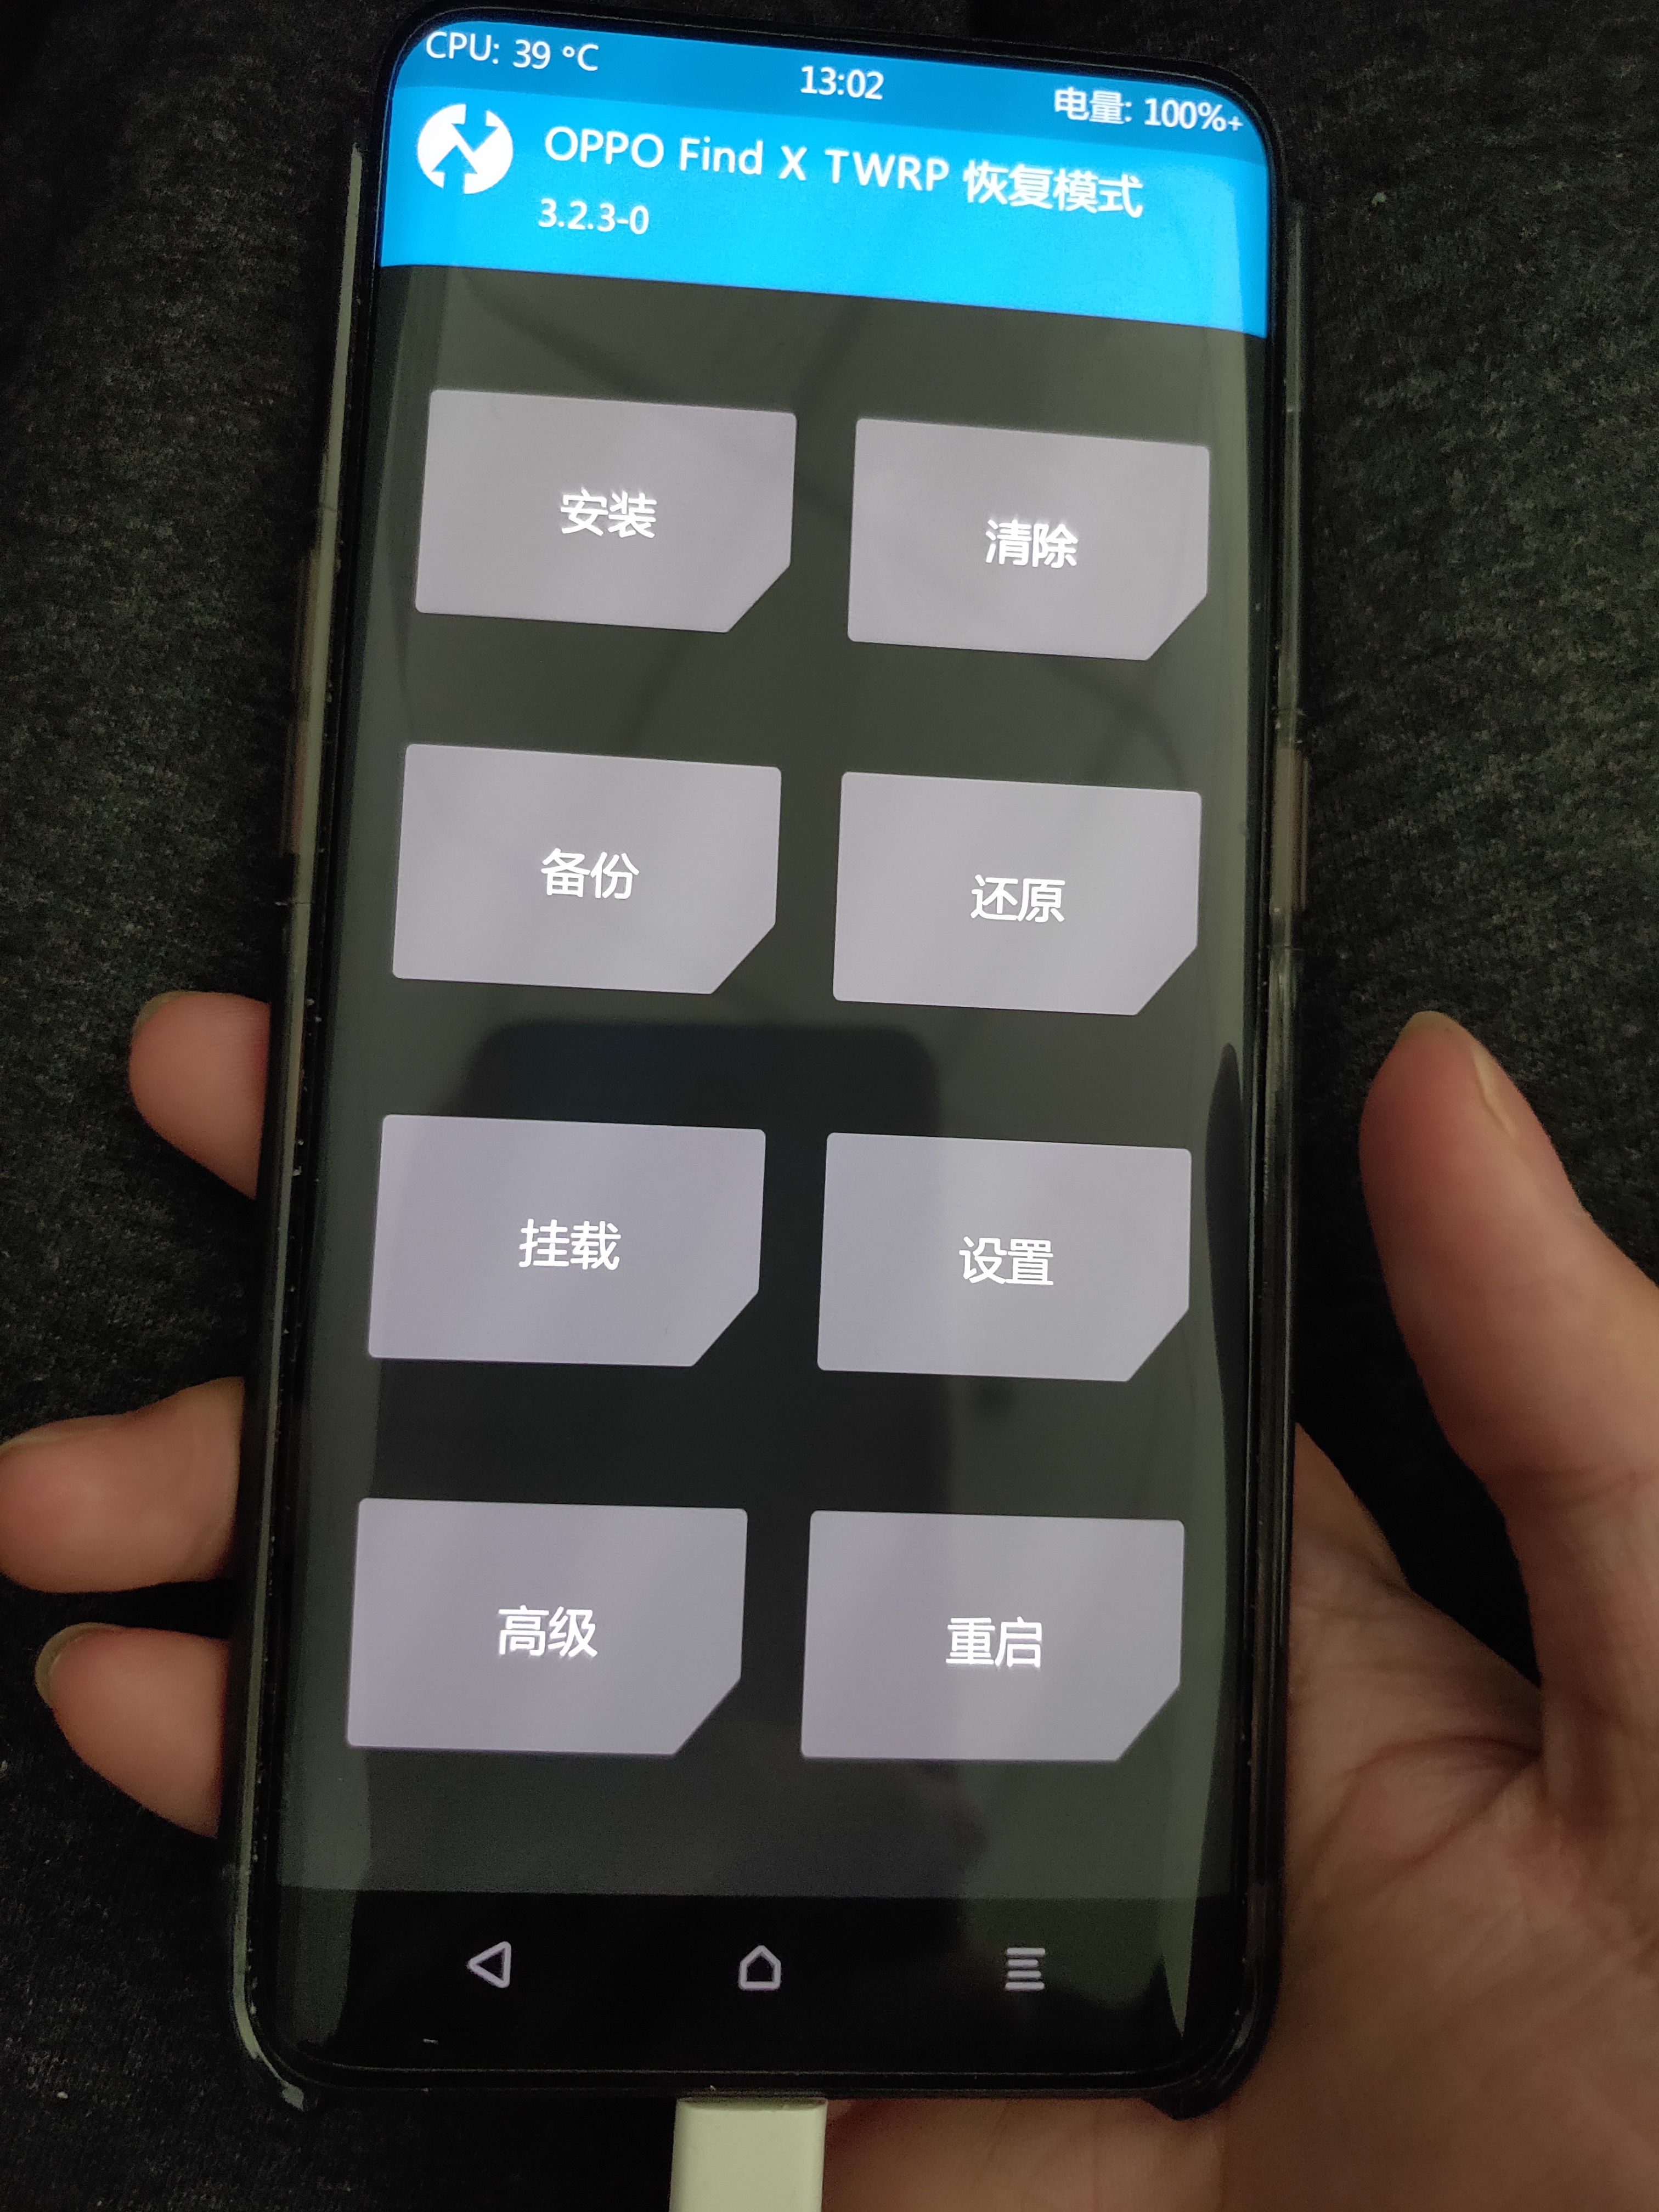 CPU: 39 °C
13:02
电量: 100%+
OPPO Find X TWRP 恢复模式
3.2.3-0
安装
清除
备份
还原
挂载
设置
高级
重启